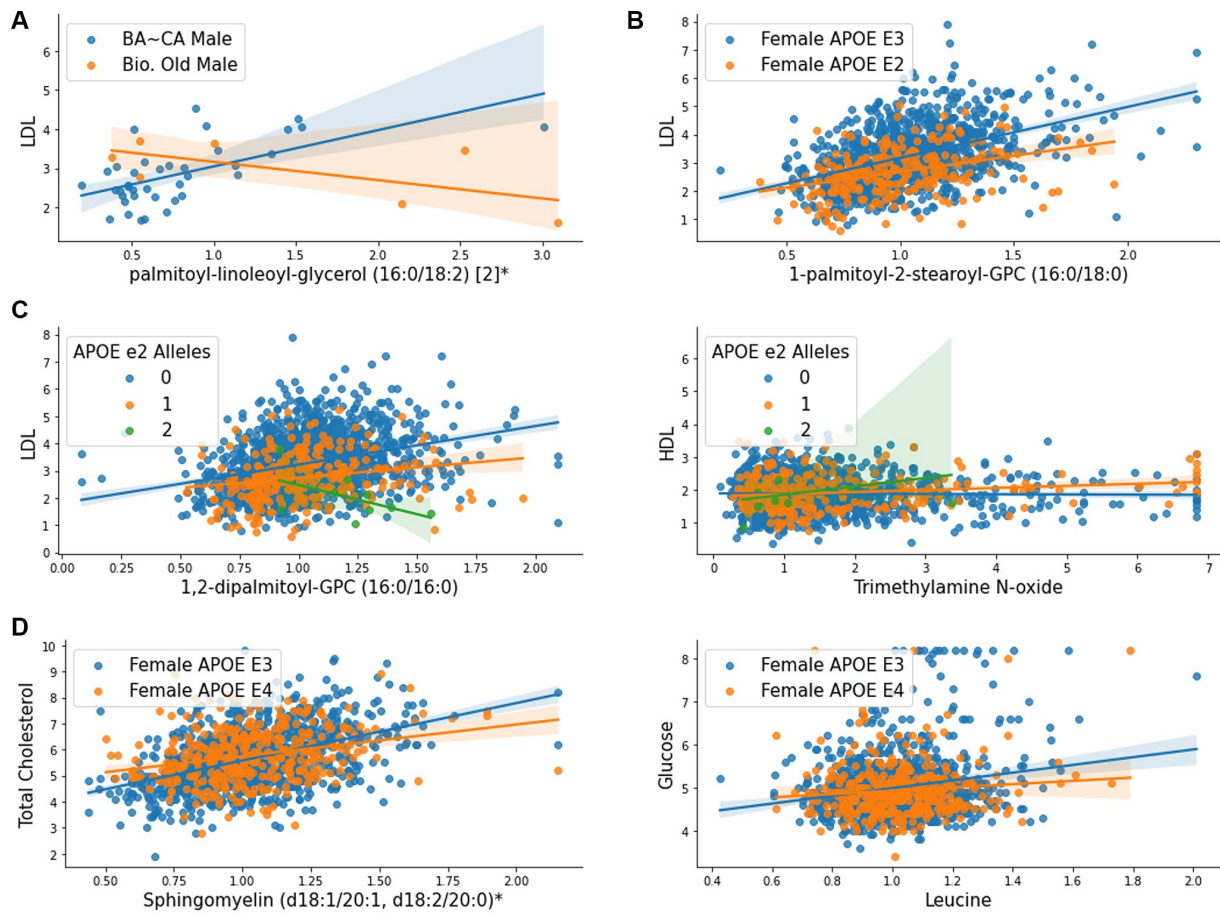 A
BA~CA Male
Bio. Old Male
LDL
6
5
4
3
2
0.5 1.0 1.5 2.0 2.5 3.0
palmitoyl-linoleoyl-glycerol (16:0/18:2) [2]*
B
Female APOE E3
Female APOE E2
LDL
8
7
6
5
4
3
2
1
0.5 1.0 1.5 2.0
1-palmitoyl-2-stearoyl-GPC (16:0/18:0)
C
APOE e2 Alleles
0
1
2
LDL
8
7
6
5
4
3
2
1
0
0.00 0.25 0.50 0.75 1.00 1.25 1.50 1.75 2.00
1,2-dipalmitoyl-GPC (16:0/16:0)
APOE e2 Alleles
0
1
2
HDL
6
5
4
3
2
1
0 1 2 3 4 5 6 7
Trimethylamine N-oxide
D
Female APOE E3
Female APOE E4
Total Cholesterol
10
9
8
7
6
5
4
3
2
0.50 0.75 1.00 1.25 1.50 1.75 2.00
Sphingomyelin (d18:1/20:1, d18:2/20:0)*
Female APOE E3
Female APOE E4
Glucose
8
7
6
5
4
0.4 0.6 0.8 1.0 1.2 1.4 1.6 1.8 2.0
Leucine